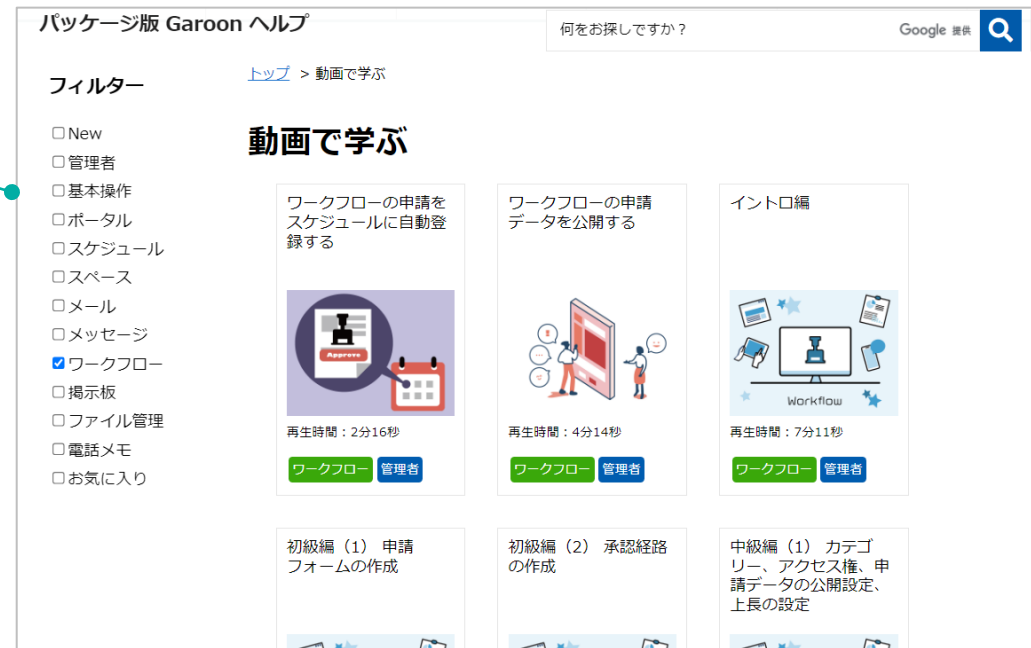 パッケージ版 Garoon ヘルプ
何をお探しですか?
Google 提供
フィルター
New
管理者
基本操作
ポータル
スケジュール
スペース
メール
メッセージ
ワークフロー
掲示板
ファイル管理
電話メモ
お気に入り
トップ > 動画で学ぶ
動画で学ぶ
ワークフローの申請を
スケジュールに自動登
録する
Approve
再生時間:2分16秒
ワークフロー 管理者
ワークフローの申請
データを公開する
再生時間:4分14秒
ワークフロー 管理者
イントロ編
Workflow
再生時間:7分11秒
ワークフロー 管理者
初級編(1) 申請
フォームの作成
初級編(2) 承認経路
の作成
中級編(1) カテゴ
リー、アクセス権、申
請データの公開設定、
上長の設定